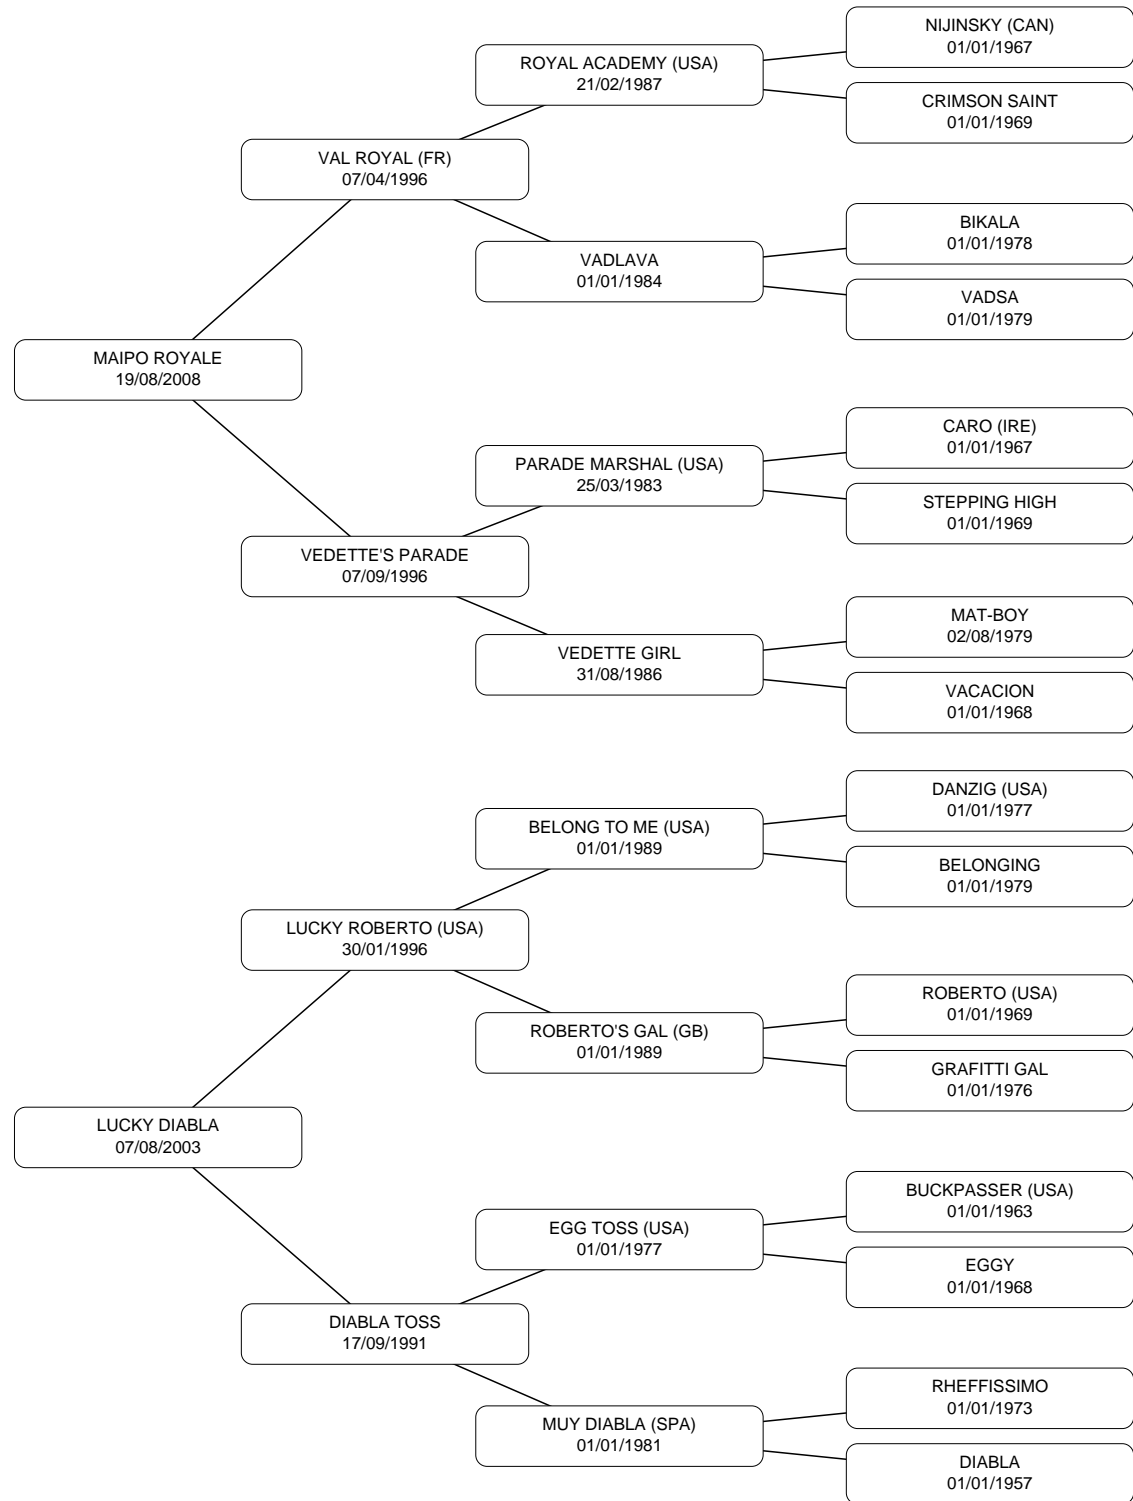 NIJINSKY (CAN)
01/01/1967
ROYAL ACADEMY (USA)
21/02/1987
CRIMSON SAINT
01/01/1969
VAL ROYAL (FR)
07/04/1996
BIKALA
01/01/1978
VADLAVA
01/01/1984
VADSA
01/01/1979
MAIPO ROYALE
19/08/2008
CARO (IRE)
01/01/1967
PARADE MARSHAL (USA)
25/03/1983
STEPPING HIGH
01/01/1969
VEDETTE'S PARADE
07/09/1996
MAT-BOY
02/08/1979
VEDETTE GIRL
31/08/1986
VACACION
01/01/1968
DANZIG (USA)
01/01/1977
BELONG TO ME (USA)
01/01/1989
BELONGING
01/01/1979
LUCKY ROBERTO (USA)
30/01/1996
ROBERTO (USA)
01/01/1969
ROBERTO'S GAL (GB)
01/01/1989
GRAFITTI GAL
01/01/1976
LUCKY DIABLA
07/08/2003
BUCKPASSER (USA)
01/01/1963
EGG TOSS (USA)
01/01/1977
EGGY
01/01/1968
DIABLA TOSS
17/09/1991
RHEFFISSIMO
01/01/1973
MUY DIABLA (SPA)
01/01/1981
DIABLA
01/01/1957